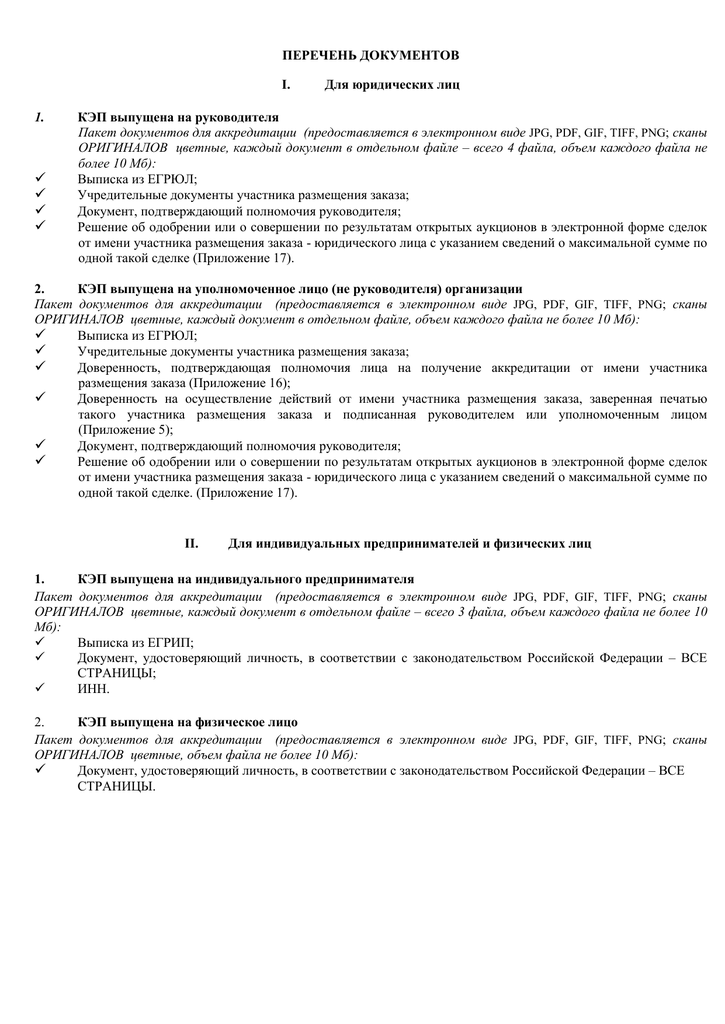 ПЕРЕЧЕНЬ ДОКУМЕНТОВ
I. Для юридических лиц
1. КЭП выпущена на руководителя
Пакет документов для аккредитации (предоставляется в электронном виде JPG, PDF, GIF, TIFF, PNG; сканы
ОРИГИНАЛОВ цветные, каждый документ в отдельном файле – всего 4 файла, объем каждого файла не
более 10 Мб):
✓ Выписка из ЕГРЮЛ;
✓ Учредительные документы участника размещения заказа;
✓ Документ, подтверждающий полномочия руководителя;
✓ Решение об одобрении или о совершении по результатам открытых аукционов в электронной форме сделок
от имени участника размещения заказа - юридического лица с указанием сведений о максимальной сумме по
одной такой сделке (Приложение 17).
2. КЭП выпущена на уполномоченное лицо (не руководителя) организации
Пакет документов для аккредитации (предоставляется в электронном виде JPG, PDF, GIF, TIFF, PNG; сканы
ОРИГИНАЛОВ цветные, каждый документ в отдельном файле, объем каждого файла не более 10 Мб):
✓ Выписка из ЕГРЮЛ;
✓ Учредительные документы участника размещения заказа;
✓ Доверенность, подтверждающая полномочия лица на получение аккредитации от имени участника
размещения заказа (Приложение 16);
✓ Доверенность на осуществление действий от имени участника размещения заказа, заверенная печатью
такого участника размещения заказа и подписанная руководителем или уполномоченным лицом
(Приложение 5);
✓ Документ, подтверждающий полномочия руководителя;
✓ Решение об одобрении или о совершении по результатам открытых аукционов в электронной форме сделок
от имени участника размещения заказа - юридического лица с указанием сведений о максимальной сумме по
одной такой сделке. (Приложение 17).
II. Для индивидуальных предпринимателей и физических лиц
1. КЭП выпущена на индивидуального предпринимателя
Пакет документов для аккредитации (предоставляется в электронном виде JPG, PDF, GIF, TIFF, PNG; сканы
ОРИГИНАЛОВ цветные, каждый документ в отдельном файле – всего 3 файла, объем каждого файла не более 10
Мб):
✓ Выписка из ЕГРИП;
✓ Документ, удостоверяющий личность, в соответствии с законодательством Российской Федерации – ВСЕ
СТРАНИЦЫ;
✓ ИНН.
2. КЭП выпущена на физическое лицо
Пакет документов для аккредитации (предоставляется в электронном виде JPG, PDF, GIF, TIFF, PNG; сканы
ОРИГИНАЛОВ цветные, объем файла не более 10 Мб):
✓ Документ, удостоверяющий личность, в соответствии с законодательством Российской Федерации – ВСЕ
СТРАНИЦЫ.